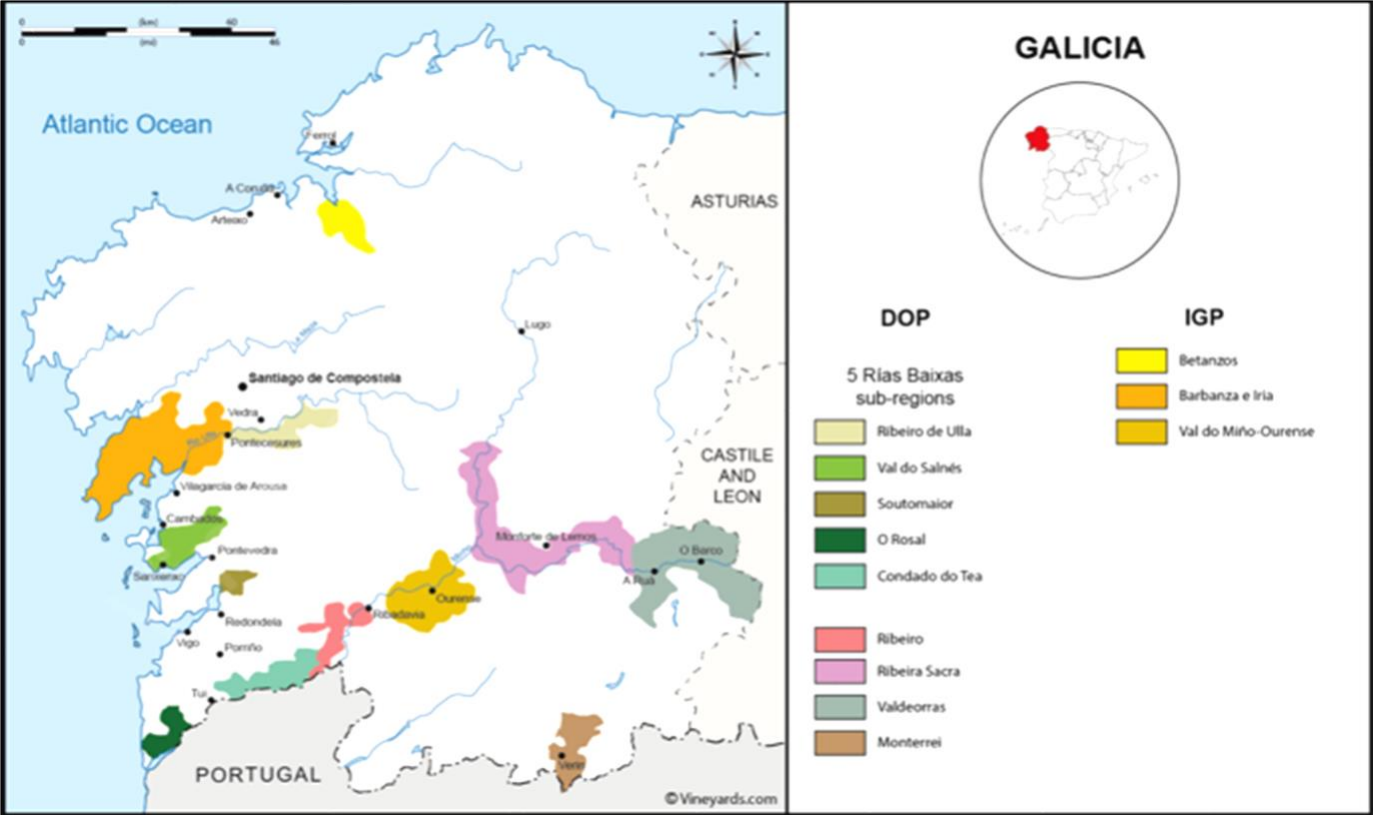 0 (km) 60
0 (mi) 46
Atlantic Ocean
Ferrol
A Coruña
Arteixo
ASTURIAS
Lugo
Santiago de Compostela
Vedra
Pontecesures
Vilagarcia de Arousa
CASTILE
AND
LEON
Cambados
Pontevedra
Sanxenxo
Monforte de Lemos
O Barco
A Rúa
Ourense
Ribadavia
Redondela
Vigo
Porriño
Tui
Verin
PORTUGAL
© Vineyards.com
GALICIA
DOP
5 Rías Baixas
sub-regions
Ribeiro de Ulla
Val do Salnés
Soutomaior
O Rosal
Condado do Tea
Ribeiro
Ribeira Sacra
Valdeorras
Monterrei
IGP
Betanzos
Barbanza e Iria
Val do Miño-Ourense